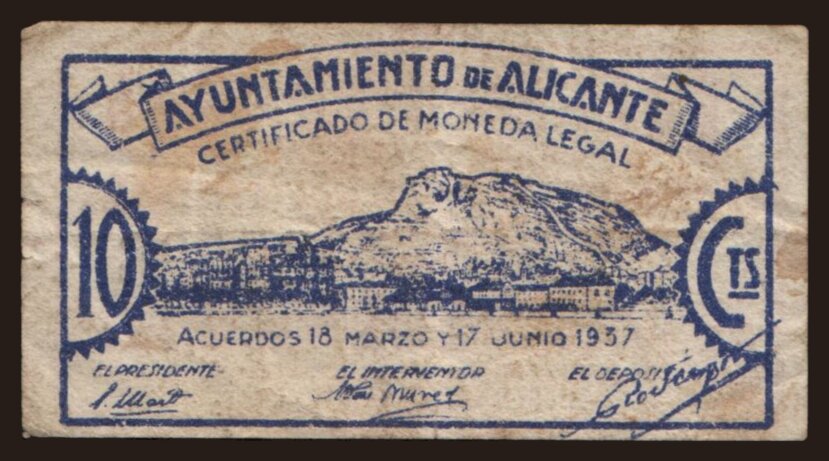 AYUNTAMIENTO DE ALICANTE
CERTIFICADO DE MONEDA LEGAL
10 CTS
ACUERDOS 18 MARZO Y 17 JUNIO 1937
EL PRESIDENTE EL INTERVENTOR EL DEPOSIT